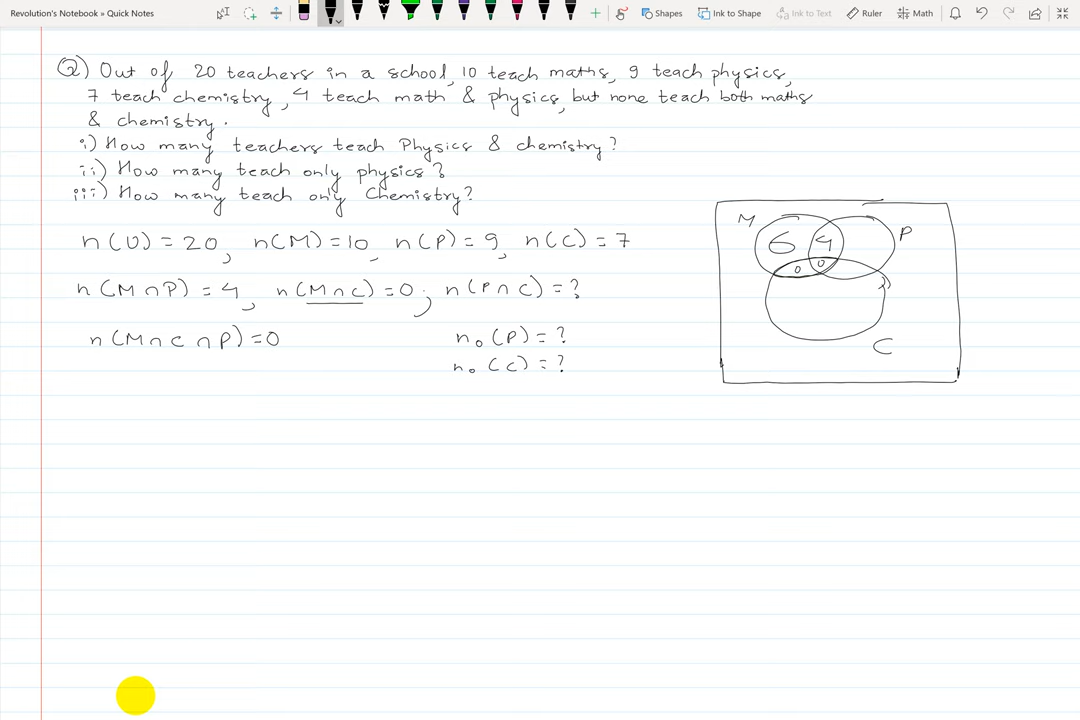 Revolution's Notebook » Quick Notes
Shapes
Ink to Shape
Ink to Text
Ruler
Math
Q) Out of 20 teachers in a school, 10 teach maths, 9 teach physics,
7 teach chemistry, 4 teach math & physics, but none teach both maths
& chemistry.
i) How many teachers teach Physics & chemistry?
ii) How many teach only physics?
iii) How many teach only Chemistry?
n(U) = 20, n(M) = 10, n(P) = 9, n(C) = 7
n(M ∩ P) = 4, n(M ∩ C) = 0; n(P ∩ C) = ?
n(M ∩ C ∩ P) = 0
n₀(P) = ?
n₀(C) = ?
M
P
6 4
0 0
C